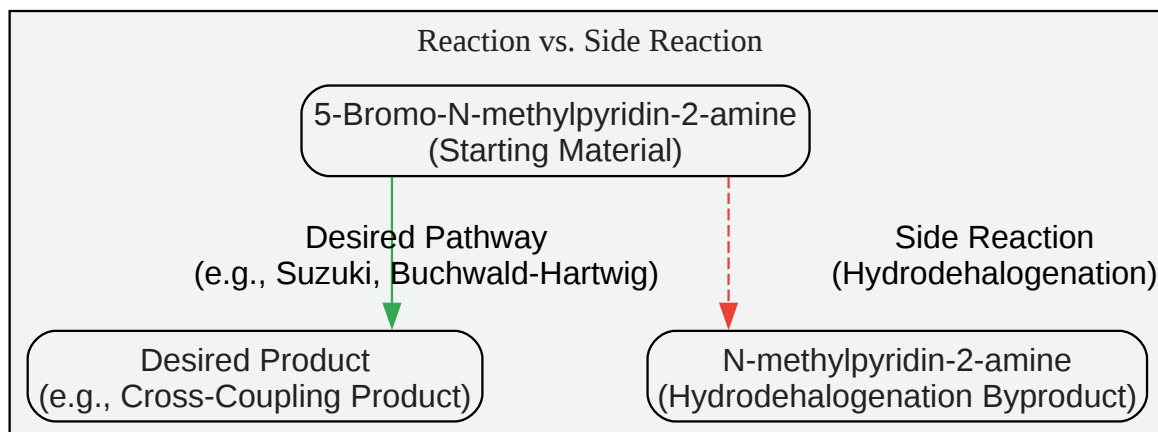 Reaction vs. Side Reaction
5-Bromo-N-methylpyridin-2-amine
(Starting Material)
Desired Pathway
(e.g., Suzuki, Buchwald-Hartwig)
Side Reaction
(Hydrodehalogenation)
Desired Product
(e.g., Cross-Coupling Product)
N-methylpyridin-2-amine
(Hydrodehalogenation Byproduct)